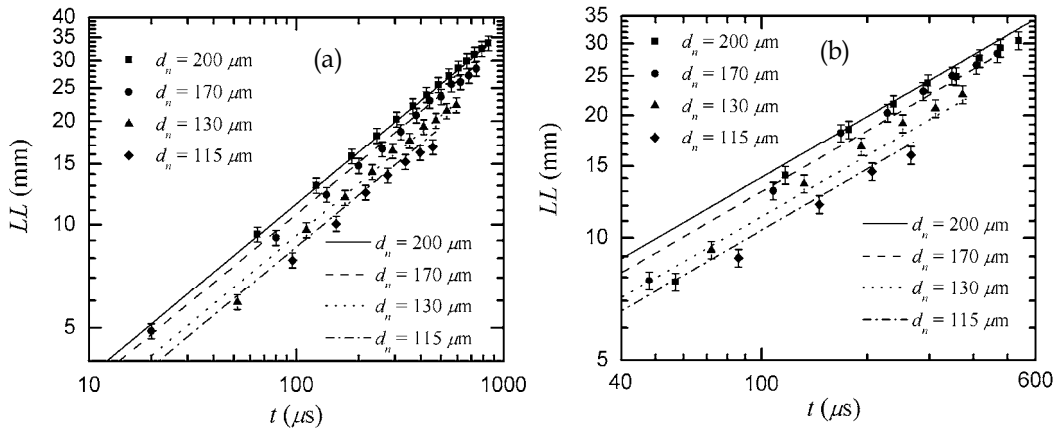 (a)
LL (mm)
40
35
30
25
20
15
10
5
d_n = 200 μm
d_n = 170 μm
d_n = 130 μm
d_n = 115 μm
d_n = 200 μm
d_n = 170 μm
d_n = 130 μm
d_n = 115 μm
10 100 1000
t (μs)
(b)
LL (mm)
35
30
25
20
15
10
5
d_n = 200 μm
d_n = 170 μm
d_n = 130 μm
d_n = 115 μm
d_n = 200 μm
d_n = 170 μm
d_n = 130 μm
d_n = 115 μm
40 100 600
t (μs)